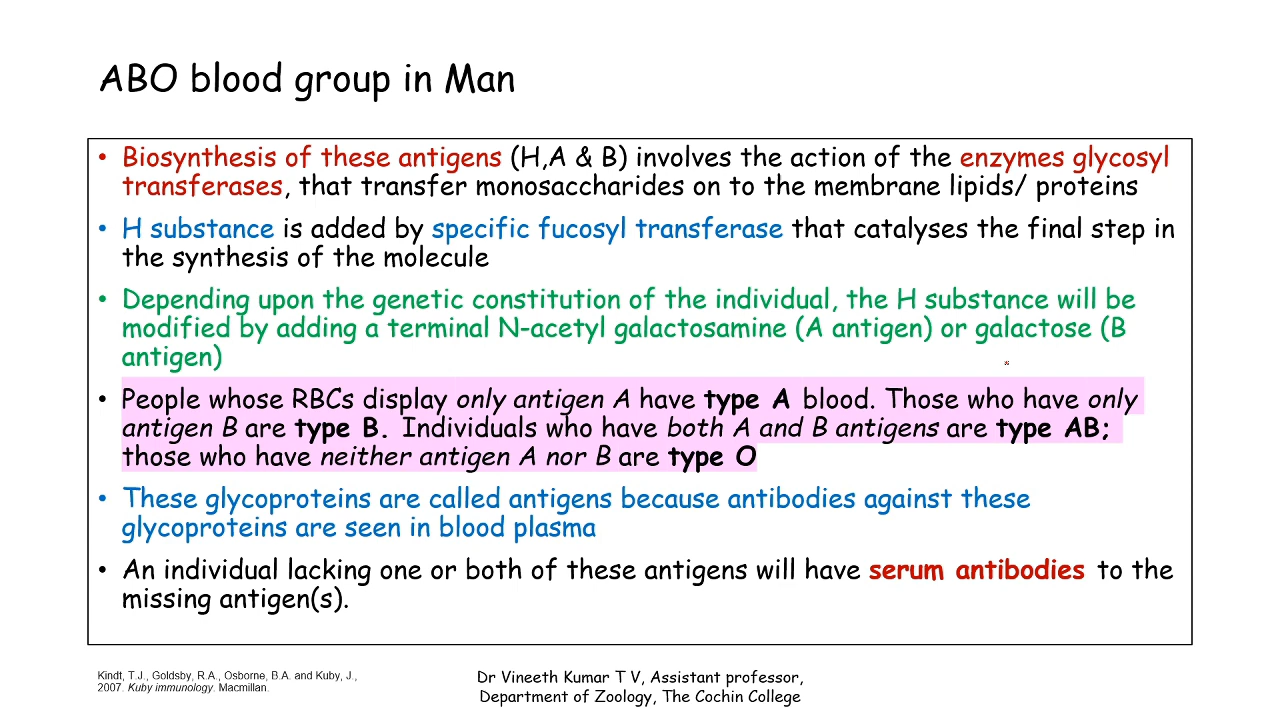 ABO blood group in Man
• Biosynthesis of these antigens (H,A & B) involves the action of the enzymes glycosyl
transferases, that transfer monosaccharides on to the membrane lipids/ proteins
• H substance is added by specific fucosyl transferase that catalyses the final step in
the synthesis of the molecule
• Depending upon the genetic constitution of the individual, the H substance will be
modified by adding a terminal N-acetyl galactosamine (A antigen) or galactose (B
antigen)
• People whose RBCs display only antigen A have type A blood. Those who have only
antigen B are type B. Individuals who have both A and B antigens are type AB;
those who have neither antigen A nor B are type O
• These glycoproteins are called antigens because antibodies against these
glycoproteins are seen in blood plasma
• An individual lacking one or both of these antigens will have serum antibodies to the
missing antigen(s).
Kindt, T.J., Goldsby, R.A., Osborne, B.A. and Kuby, J.,
2007. Kuby immunology. Macmillan.
Dr Vineeth Kumar T V, Assistant professor,
Department of Zoology, The Cochin College